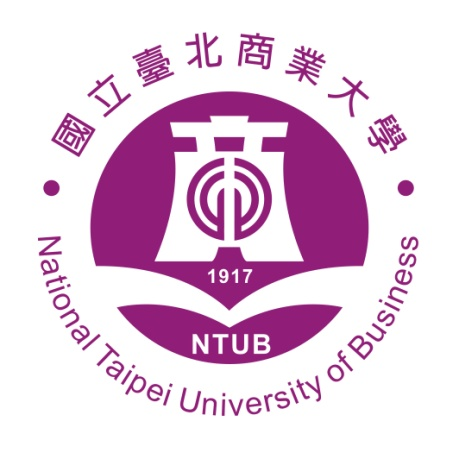 國立臺北商業大學
1917
NTUB
National Taipei University of Business